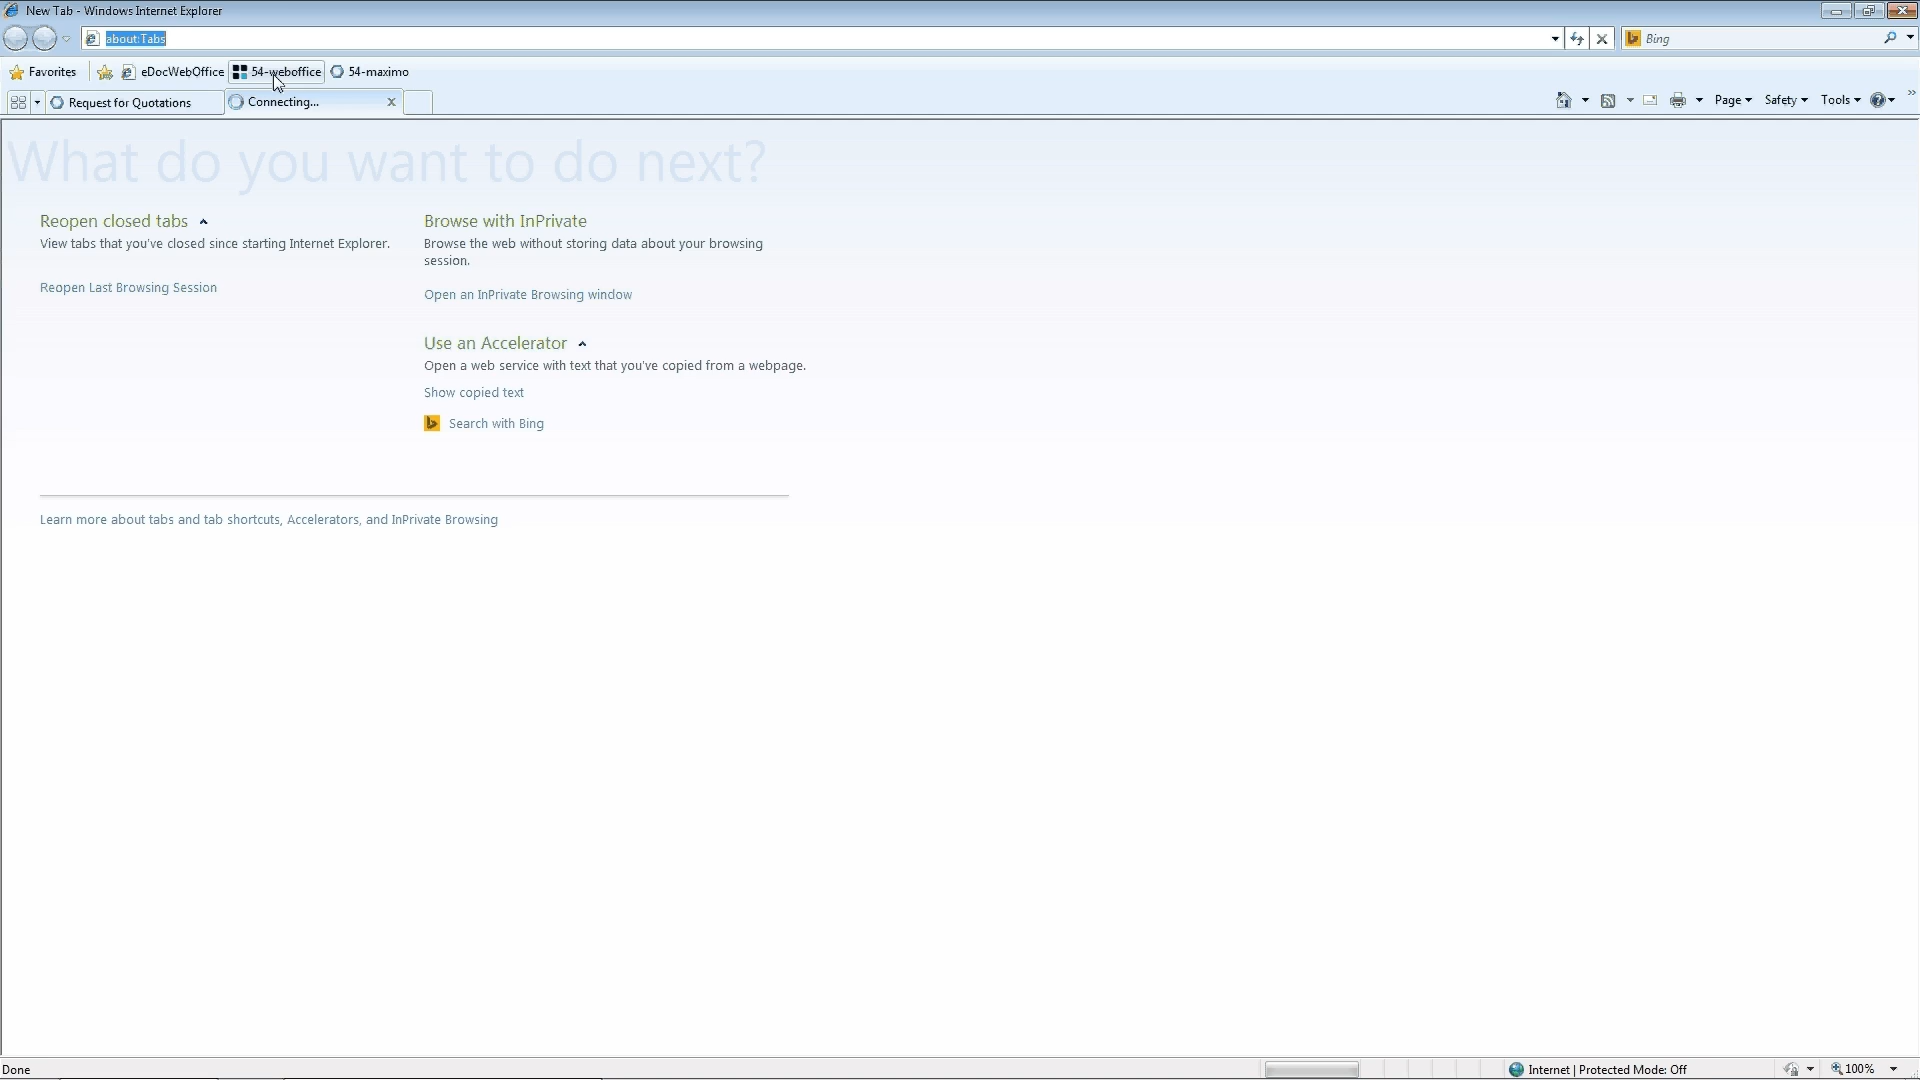 New Tab - Windows Internet Explorer
about:Tabs
Bing
Favorites
eDocWebOffice
54-weboffice
54-maximo
Request for Quotations
Connecting...
x
Page
Safety
Tools
»
What do you want to do next?
Reopen closed tabs
View tabs that you've closed since starting Internet Explorer.
Reopen Last Browsing Session
Browse with InPrivate
Browse the web without storing data about your browsing
session.
Open an InPrivate Browsing window
Use an Accelerator
Open a web service with text that you've copied from a webpage.
Show copied text
Search with Bing
Learn more about tabs and tab shortcuts, Accelerators, and InPrivate Browsing
Done
Internet | Protected Mode: Off
100%